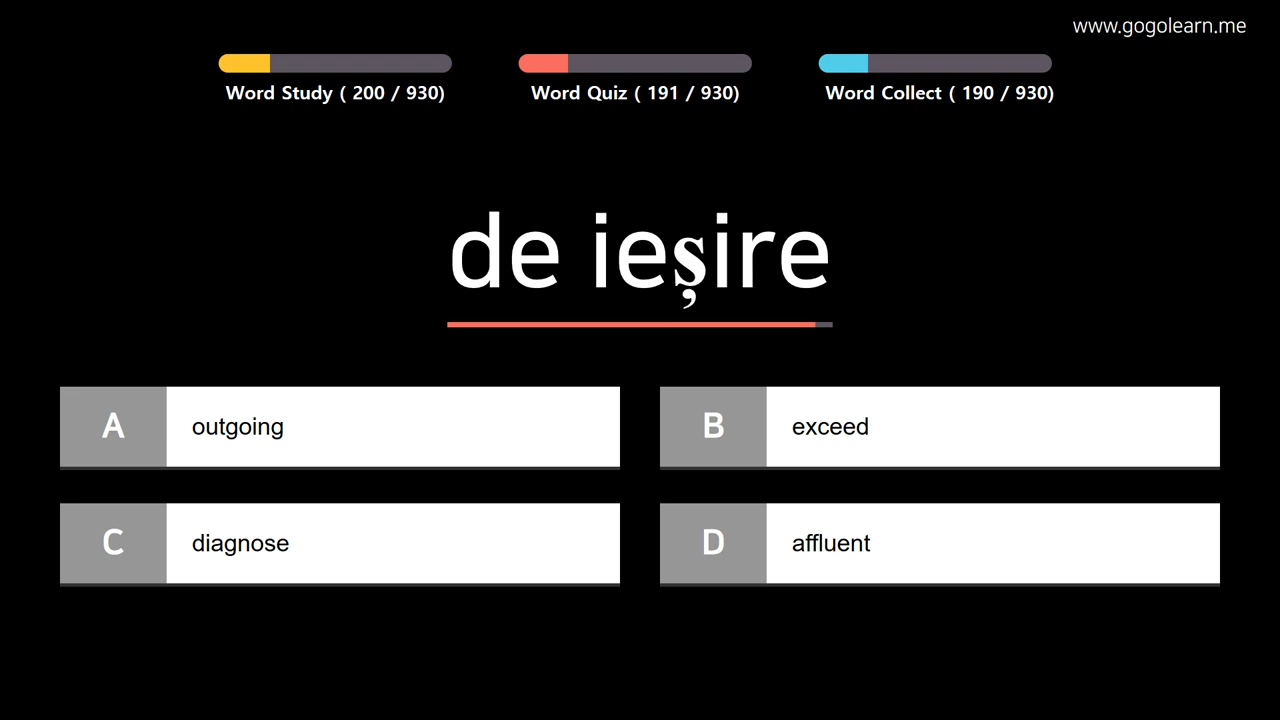 www.gogolearn.me
Word Study ( 200 / 930)
Word Quiz ( 191 / 930)
Word Collect ( 190 / 930)
de ieșire
A outgoing
B exceed
C diagnose
D affluent